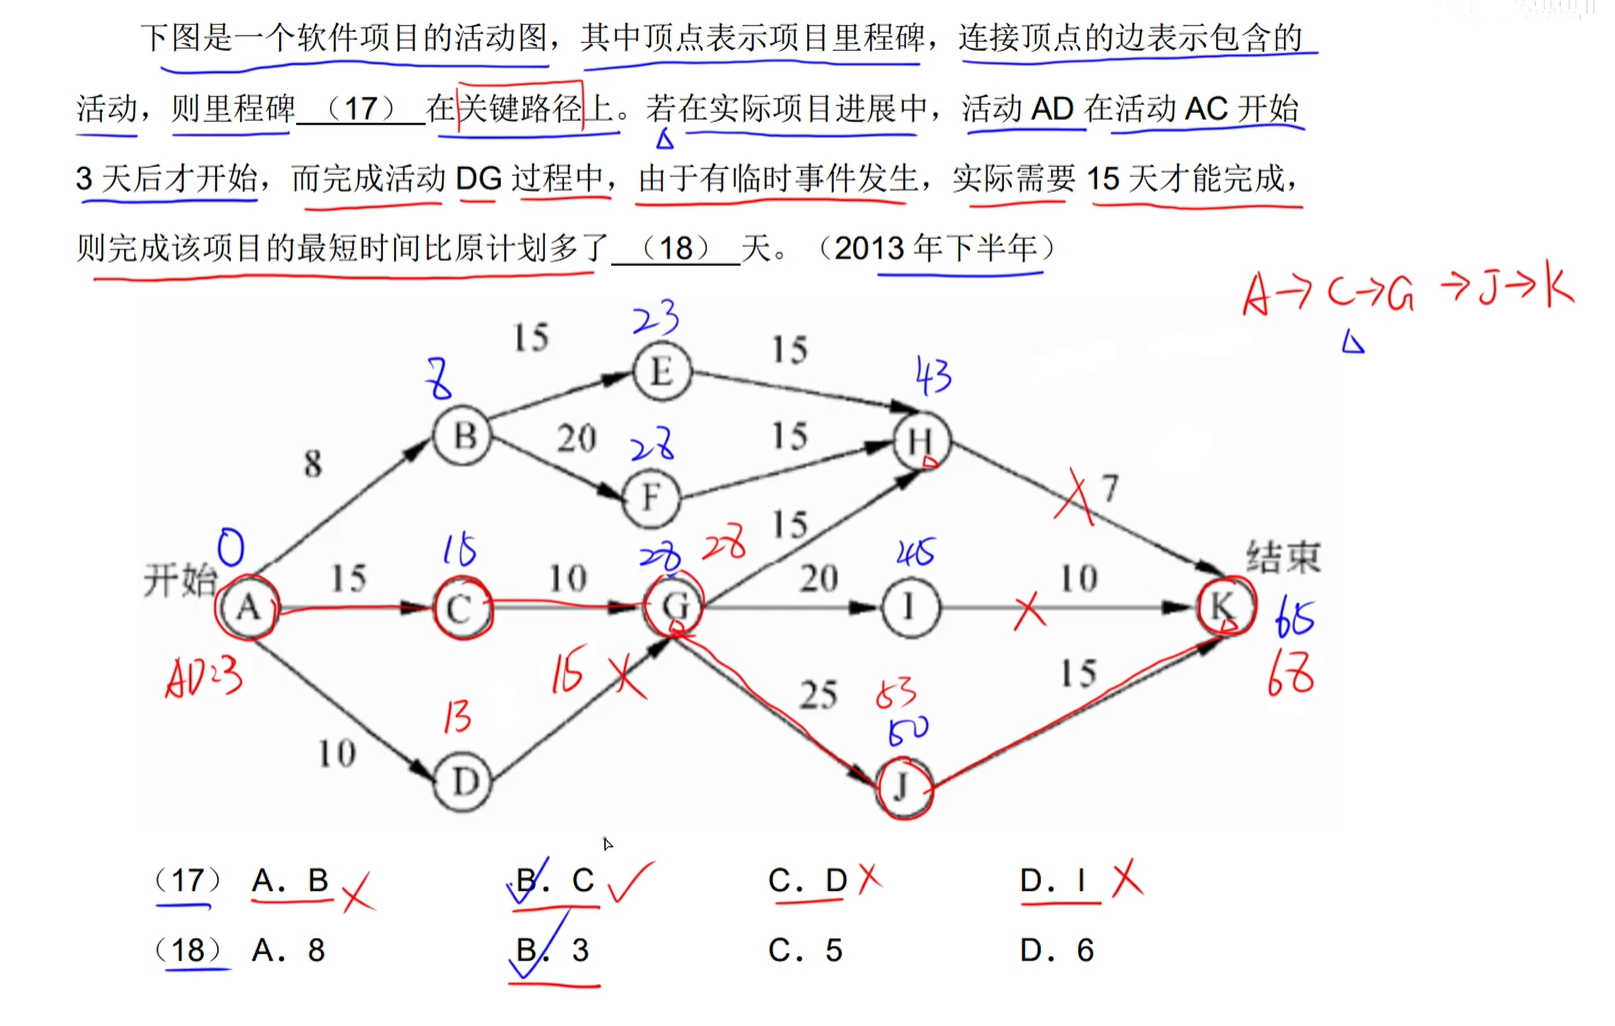 下图是一个软件项目的活动图，其中顶点表示项目里程碑，连接顶点的边表示包含的
活动，则里程碑 （17） 在关键路径上。若在实际项目进展中，活动 AD 在活动 AC 开始
3 天后才开始，而完成活动 DG 过程中，由于有临时事件发生，实际需要 15 天才能完成，
则完成该项目的最短时间比原计划多了 （18） 天。（2013 年下半年）
A→C→G→J→K
23
15
E
15
8
43
B
20
28
15
H
8
F
7
0
15
28
15
28
45
结束
开始
15
10
20
10
A
C
G
I
K
65
AD:3
15
15
68
13
25
53
50
10
D
J
（17） A. B B. C C. D D. I
（18） A. 8 B. 3 C. 5 D. 6